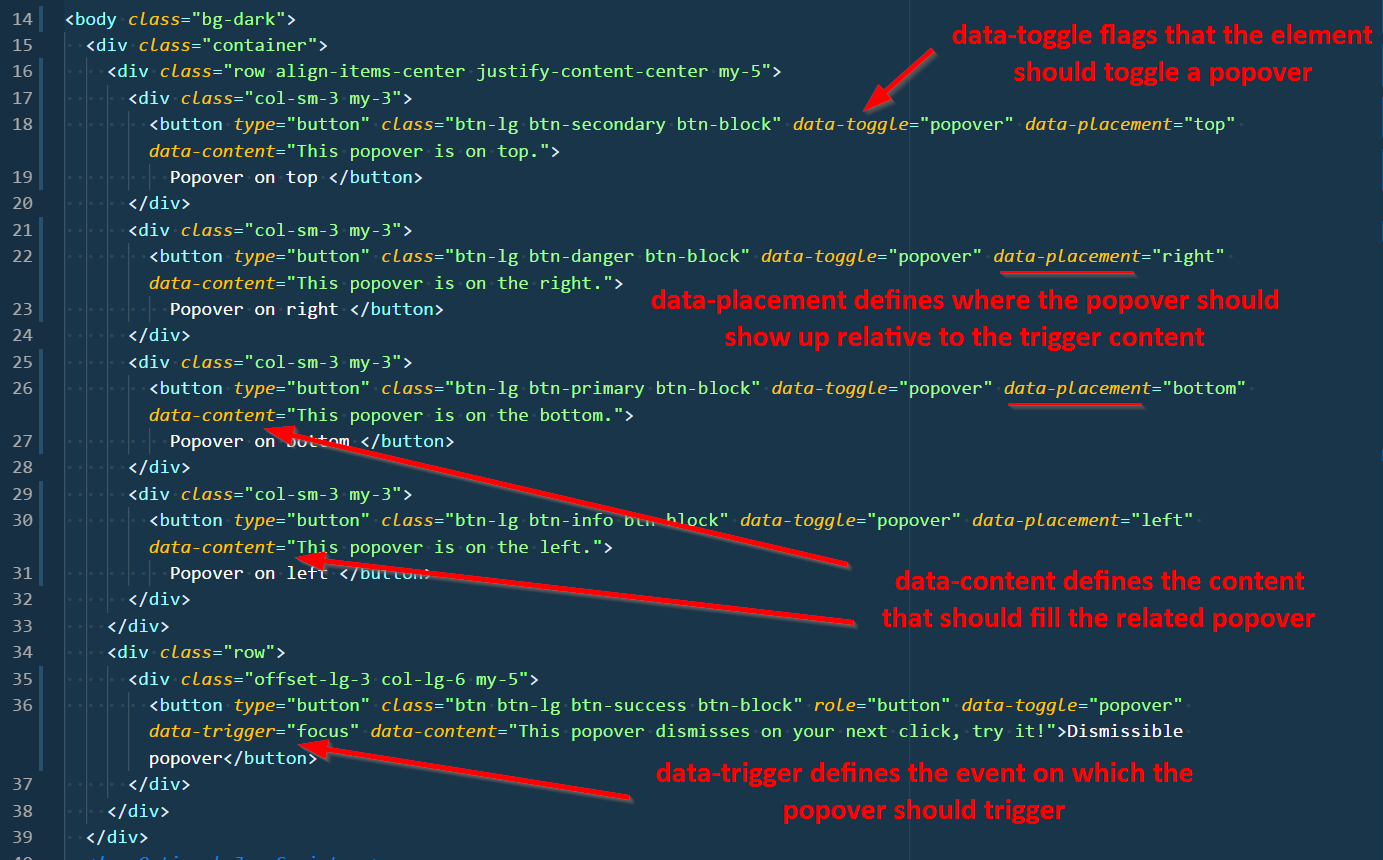 14 <body class="bg-dark">
data-toggle flags that the element
should toggle a popover
15 <div class="container">
16 <div class="row align-items-center justify-content-center my-5">
17 <div class="col-sm-3 my-3">
18 <button type="button" class="btn-lg btn-secondary btn-block" data-toggle="popover" data-placement="top"
data-content="This popover is on top.">
19 Popover on top </button>
20 </div>
21 <div class="col-sm-3 my-3">
22 <button type="button" class="btn-lg btn-danger btn-block" data-toggle="popover" data-placement="right"
data-content="This popover is on the right.">
23 Popover on right </button>
data-placement defines where the popover should
show up relative to the trigger content
24 </div>
25 <div class="col-sm-3 my-3">
26 <button type="button" class="btn-lg btn-primary btn-block" data-toggle="popover" data-placement="bottom"
data-content="This popover is on the bottom.">
27 Popover on bottom </button>
28 </div>
29 <div class="col-sm-3 my-3">
30 <button type="button" class="btn-lg btn-info btn-block" data-toggle="popover" data-placement="left"
data-content="This popover is on the left.">
31 Popover on left </button>
data-content defines the content
that should fill the related popover
32 </div>
33 </div>
34 <div class="row">
35 <div class="offset-lg-3 col-lg-6 my-5">
36 <button type="button" class="btn btn-lg btn-success btn-block" role="button" data-toggle="popover"
data-trigger="focus" data-content="This popover dismisses on your next click, try it!">Dismissible
popover</button>
data-trigger defines the event on which the
popover should trigger
37 </div>
38 </div>
39 </div>